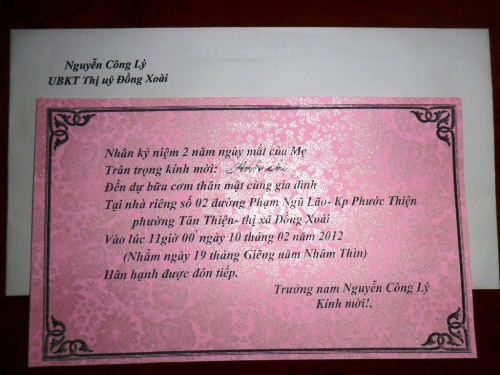 Nguyễn Công Lý
UBKT Thị uỷ Đồng Xoài
Nhân kỷ niệm 2 năm ngày mất của Mẹ
Trân trọng kính mời:
Đến dự bữa cơm thân mật cùng gia đình
Tại nhà riêng số 02 đường Phạm Ngũ Lão- Kp Phước Thiện
phường Tân Thiện- thị xã Đồng Xoài
Vào lúc 11giờ 00' ngày 10 tháng 02 năm 2012
(Nhằm ngày 19 tháng Giêng năm Nhâm Thìn)
Hân hạnh được đón tiếp.
Trưởng nam Nguyễn Công Lý
Kính mời!.